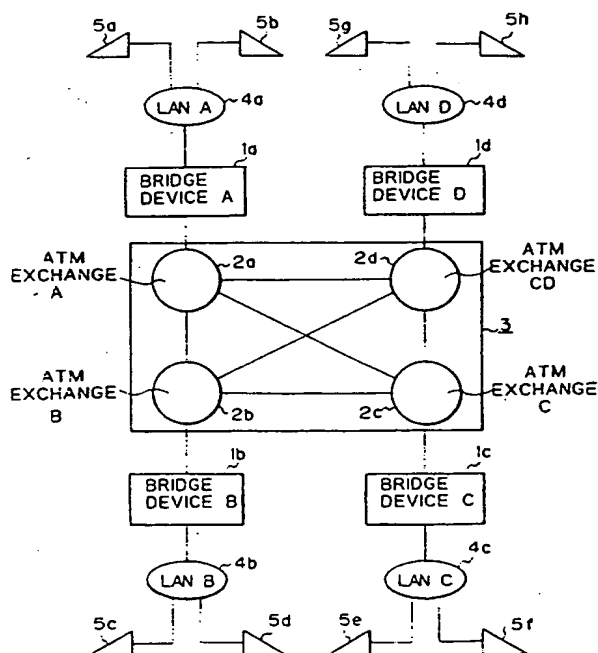 5a
5b
5g
5h
LAN A
4a
LAN D
4d
1a
1d
BRIDGE
DEVICE A
BRIDGE
DEVICE D
ATM
EXCHANGE
A
2a
2d
ATM
EXCHANGE
CD
3
ATM
EXCHANGE
B
2b
2c
ATM
EXCHANGE
C
1b
1c
BRIDGE
DEVICE B
BRIDGE
DEVICE C
4b
4c
LAN B
LAN C
5c
5d
5e
5f